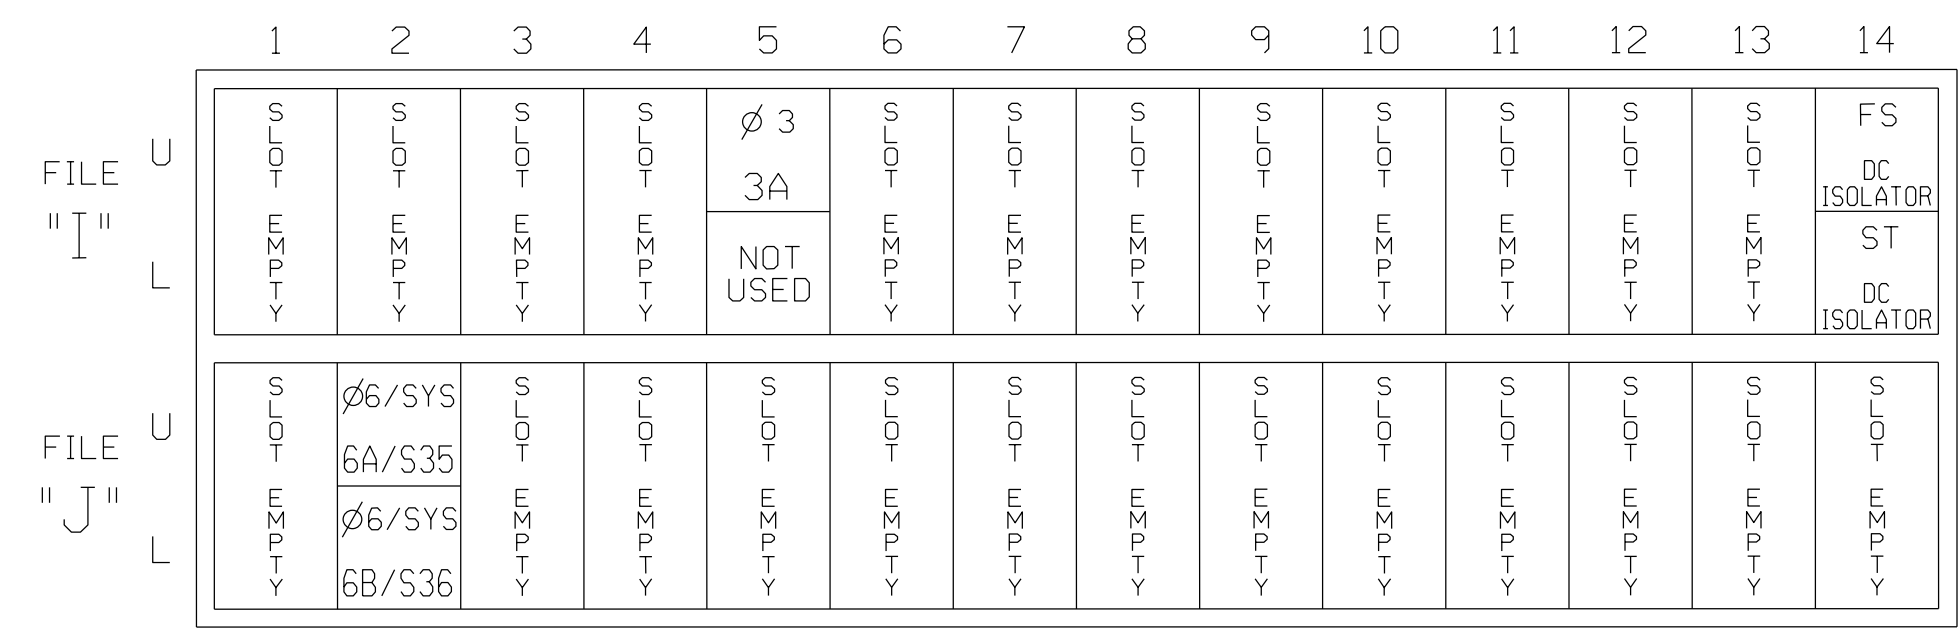 1 2 3 4 5 6 7 8 9 10 11 12 13 14
FILE "I"
U
L
SLOT EMPTY
SLOT EMPTY
SLOT EMPTY
SLOT EMPTY
Ø 3
3A
NOT
USED
SLOT EMPTY
SLOT EMPTY
SLOT EMPTY
SLOT EMPTY
SLOT EMPTY
SLOT EMPTY
SLOT EMPTY
SLOT EMPTY
FS
DC
ISOLATOR
ST
DC
ISOLATOR
FILE "J"
U
L
SLOT EMPTY
Ø6/SYS
6A/S35
Ø6/SYS
6B/S36
SLOT EMPTY
SLOT EMPTY
SLOT EMPTY
SLOT EMPTY
SLOT EMPTY
SLOT EMPTY
SLOT EMPTY
SLOT EMPTY
SLOT EMPTY
SLOT EMPTY
SLOT EMPTY
SLOT EMPTY